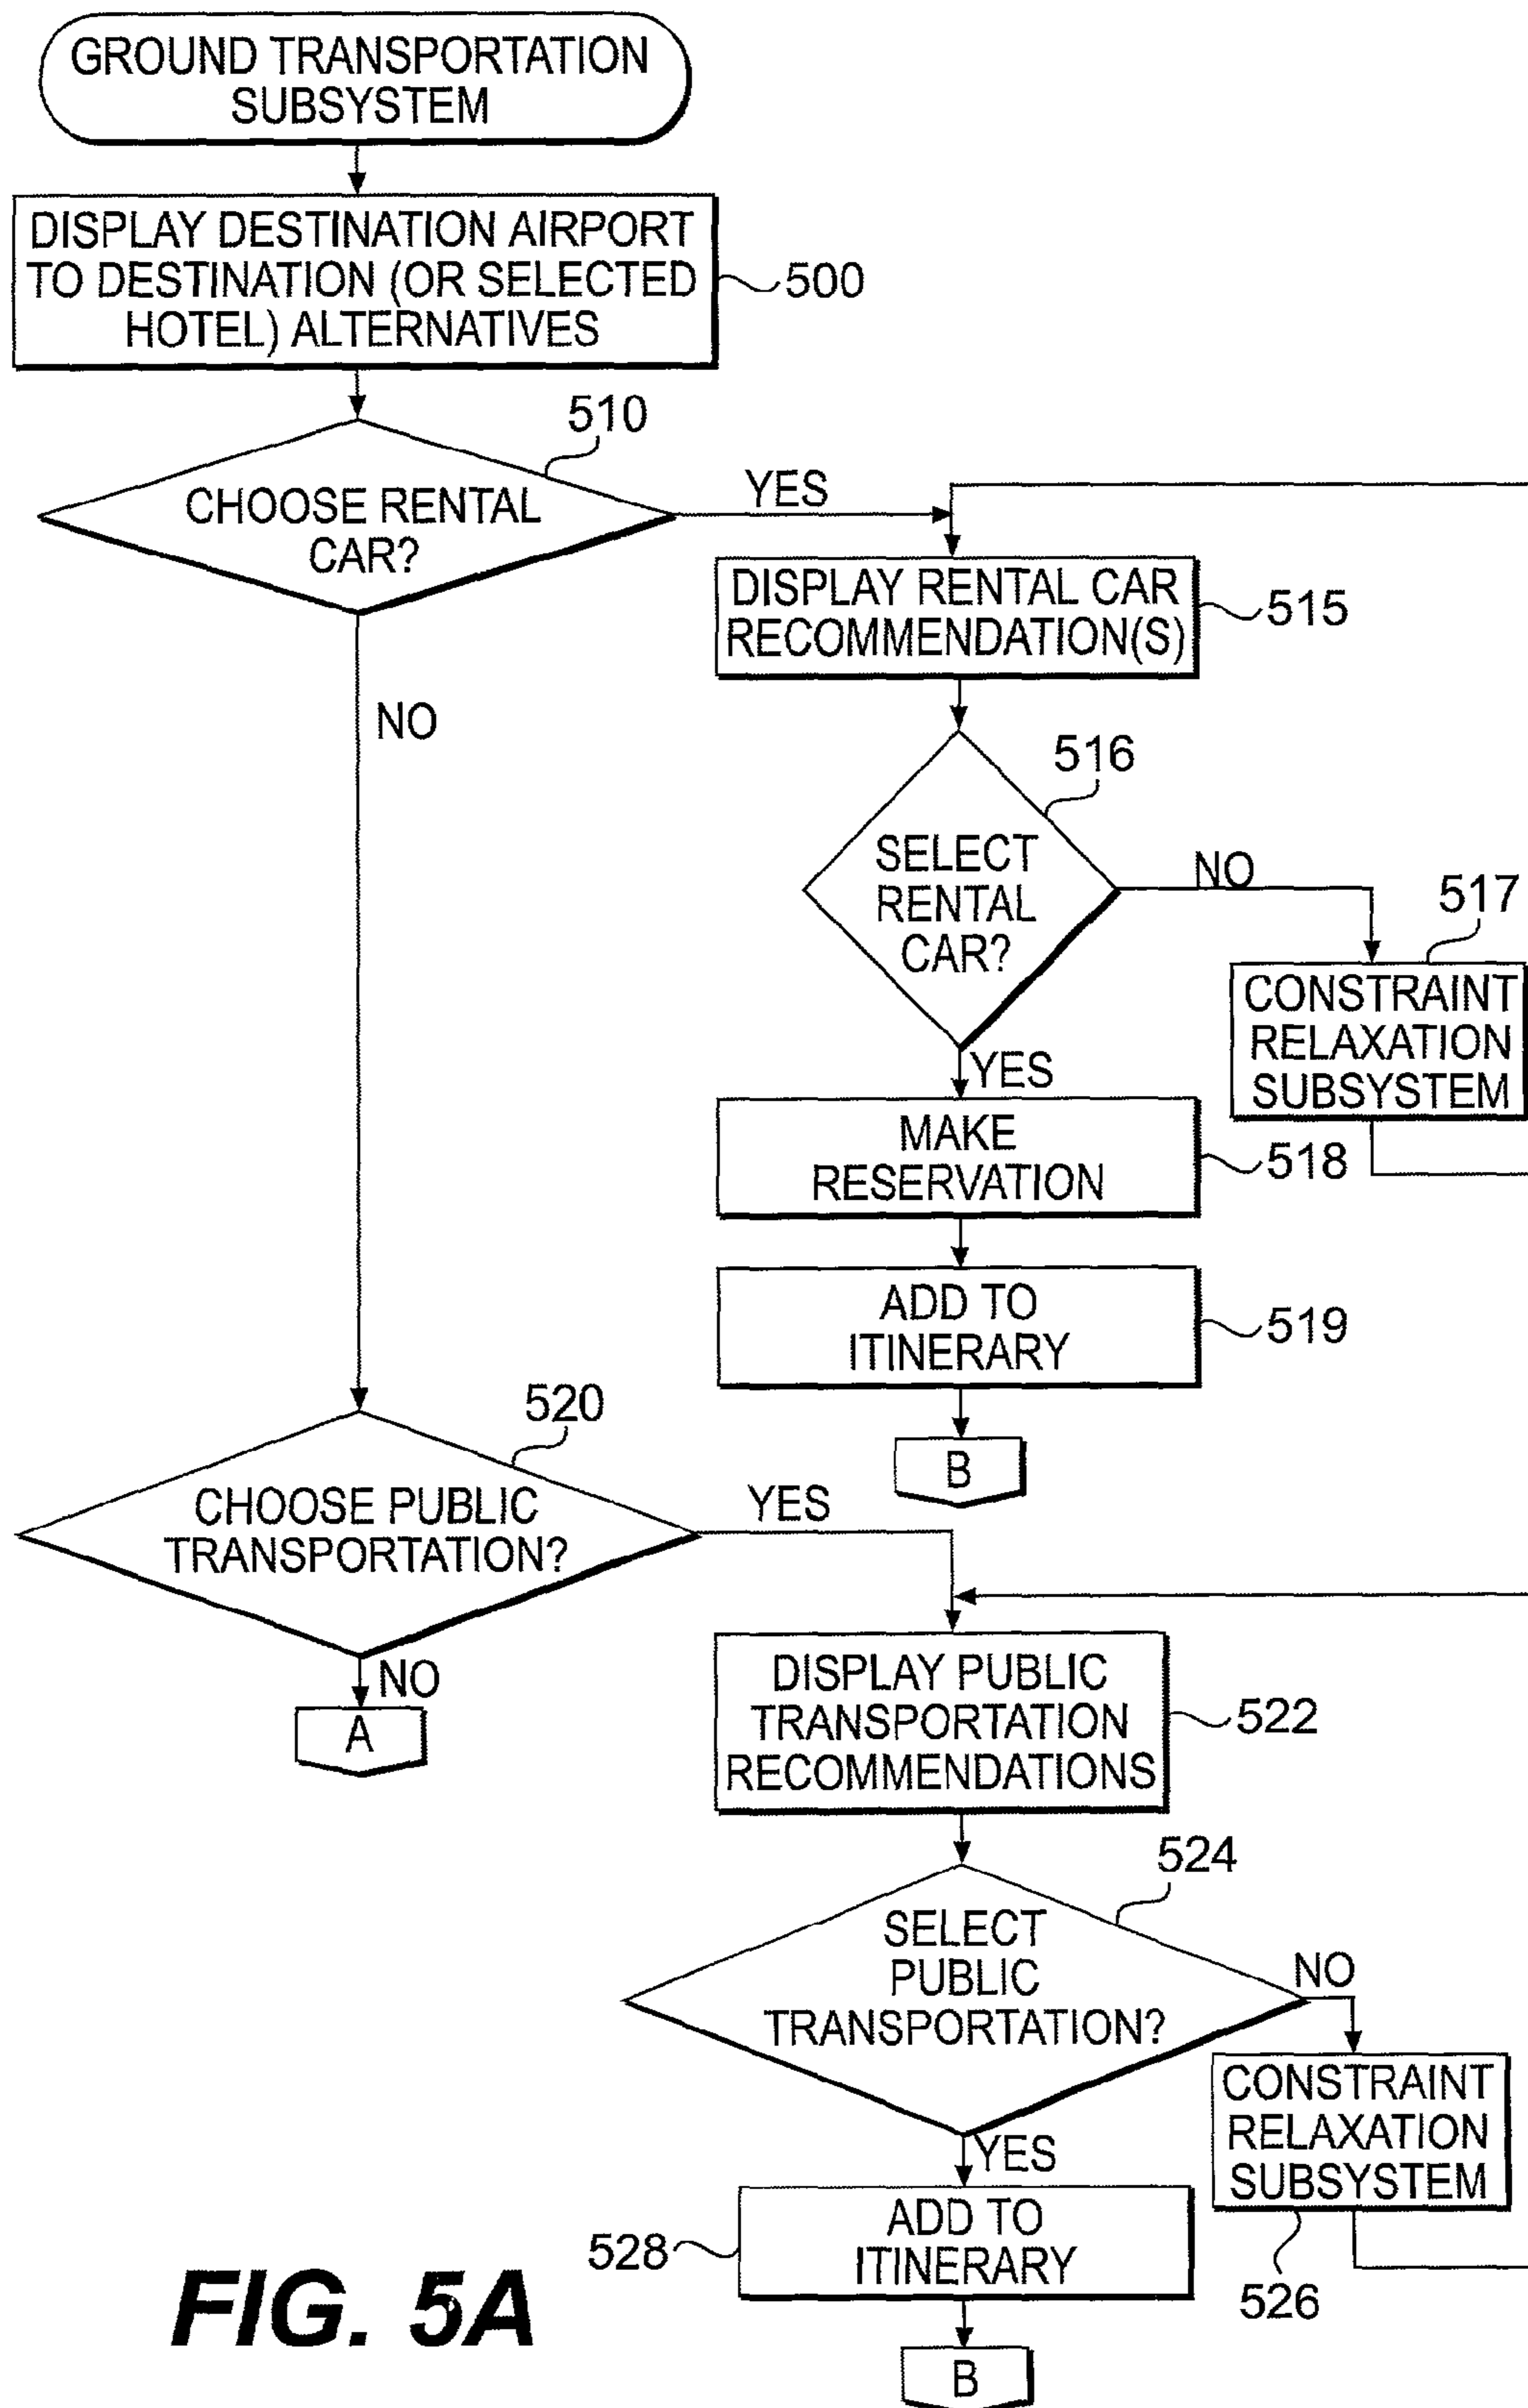 GROUND TRANSPORTATION
SUBSYSTEM
DISPLAY DESTINATION AIRPORT
TO DESTINATION (OR SELECTED
HOTEL) ALTERNATIVES
500
510
CHOOSE RENTAL
CAR?
YES
NO
DISPLAY RENTAL CAR
RECOMMENDATION(S)
515
516
SELECT
RENTAL
CAR?
NO
517
CONSTRAINT
RELAXATION
SUBSYSTEM
YES
MAKE
RESERVATION
518
ADD TO
ITINERARY
519
B
520
CHOOSE PUBLIC
TRANSPORTATION?
YES
NO
A
DISPLAY PUBLIC
TRANSPORTATION
RECOMMENDATIONS
522
524
SELECT
PUBLIC
TRANSPORTATION?
NO
CONSTRAINT
RELAXATION
SUBSYSTEM
526
YES
ADD TO
ITINERARY
528
B
FIG. 5A